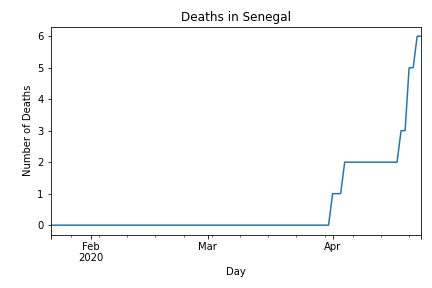 Deaths in Senegal
6
5
4
3
2
1
0
Number of Deaths
Feb
2020
Mar
Apr
Day